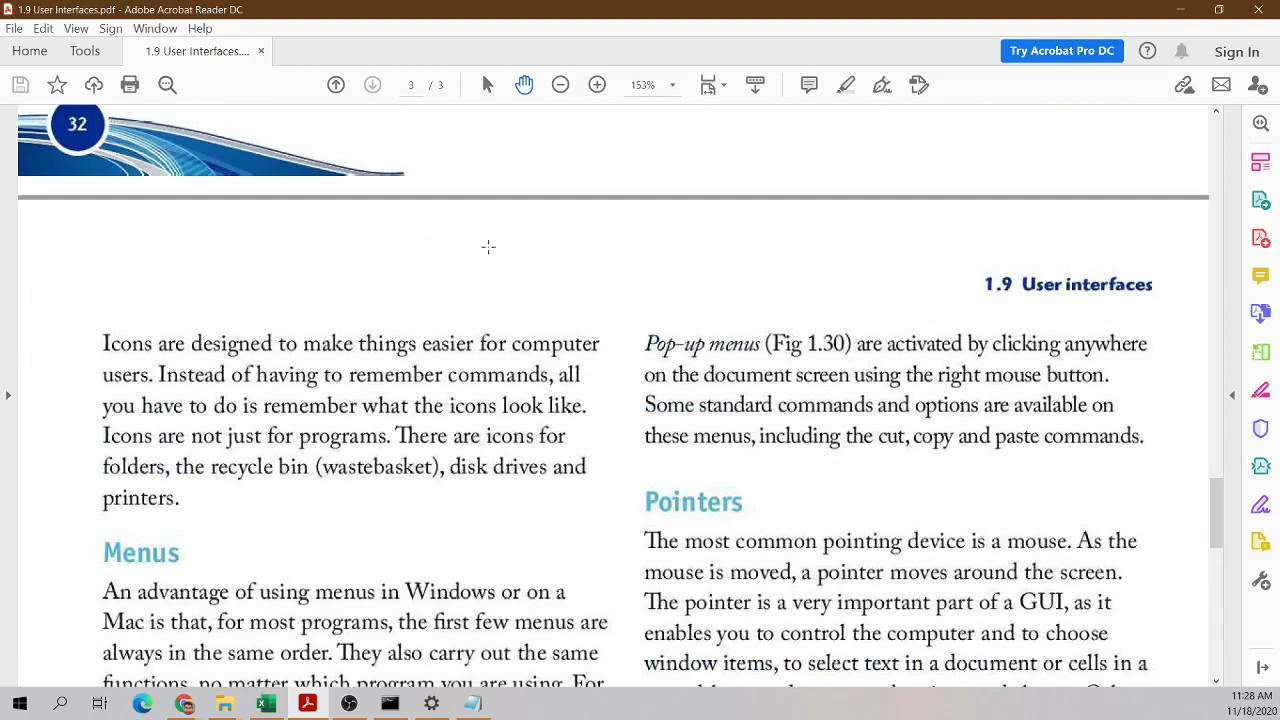 1.9 User Interfaces.pdf - Adobe Acrobat Reader DC
File Edit View Sign Window Help
Home Tools 1.9 User Interfaces.... × Try Acrobat Pro DC Sign In
3 / 3 153%
32
1.9 User interfaces
Icons are designed to make things easier for computer
users. Instead of having to remember commands, all
you have to do is remember what the icons look like.
Icons are not just for programs. There are icons for
folders, the recycle bin (wastebasket), disk drives and
printers.
Menus
An advantage of using menus in Windows or on a
Mac is that, for most programs, the first few menus are
always in the same order. They also carry out the same
functions, no matter which program you are using. For
Pop-up menus (Fig 1.30) are activated by clicking anywhere
on the document screen using the right mouse button.
Some standard commands and options are available on
these menus, including the cut, copy and paste commands.
Pointers
The most common pointing device is a mouse. As the
mouse is moved, a pointer moves around the screen.
The pointer is a very important part of a GUI, as it
enables you to control the computer and to choose
window items, to select text in a document or cells in a
11:28 AM
11/18/2020